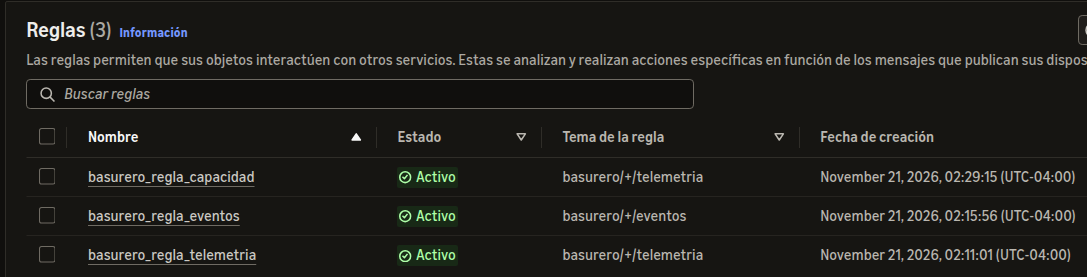 Reglas (3) Información
Las reglas permiten que sus objetos interactúen con otros servicios. Estas se analizan y realizan acciones específicas en función de los mensajes que publican sus dispos
Buscar reglas
Nombre Estado Tema de la regla Fecha de creación
basurero_regla_capacidad Activo basurero/+/telemetria November 21, 2026, 02:29:15 (UTC-04:00)
basurero_regla_eventos Activo basurero/+/eventos November 21, 2026, 02:15:56 (UTC-04:00)
basurero_regla_telemetria Activo basurero/+/telemetria November 21, 2026, 02:11:01 (UTC-04:00)